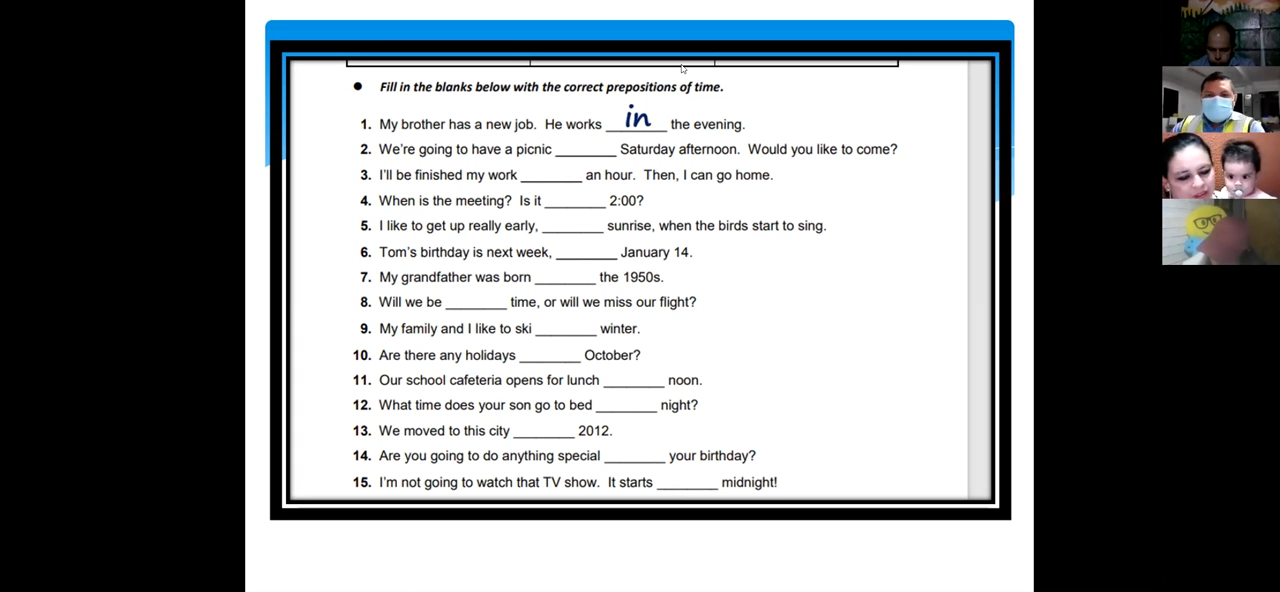 ● Fill in the blanks below with the correct prepositions of time.
1. My brother has a new job. He works in the evening.
2. We're going to have a picnic ________ Saturday afternoon. Would you like to come?
3. I'll be finished my work ________ an hour. Then, I can go home.
4. When is the meeting? Is it ________ 2:00?
5. I like to get up really early, ________ sunrise, when the birds start to sing.
6. Tom's birthday is next week, ________ January 14.
7. My grandfather was born ________ the 1950s.
8. Will we be ________ time, or will we miss our flight?
9. My family and I like to ski ________ winter.
10. Are there any holidays ________ October?
11. Our school cafeteria opens for lunch ________ noon.
12. What time does your son go to bed ________ night?
13. We moved to this city ________ 2012.
14. Are you going to do anything special ________ your birthday?
15. I'm not going to watch that TV show. It starts ________ midnight!